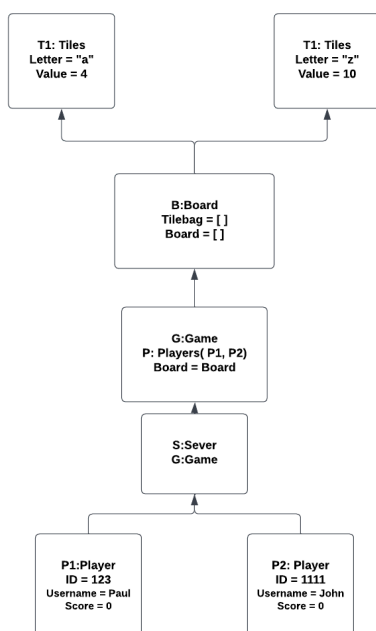 T1: Tiles
Letter = "a"
Value = 4
T1: Tiles
Letter = "z"
Value = 10
B:Board
Tilebag = [ ]
Board = [ ]
G:Game
P: Players( P1, P2)
Board = Board
S:Sever
G:Game
P1:Player
ID = 123
Username = Paul
Score = 0
P2: Player
ID = 1111
Username = John
Score = 0